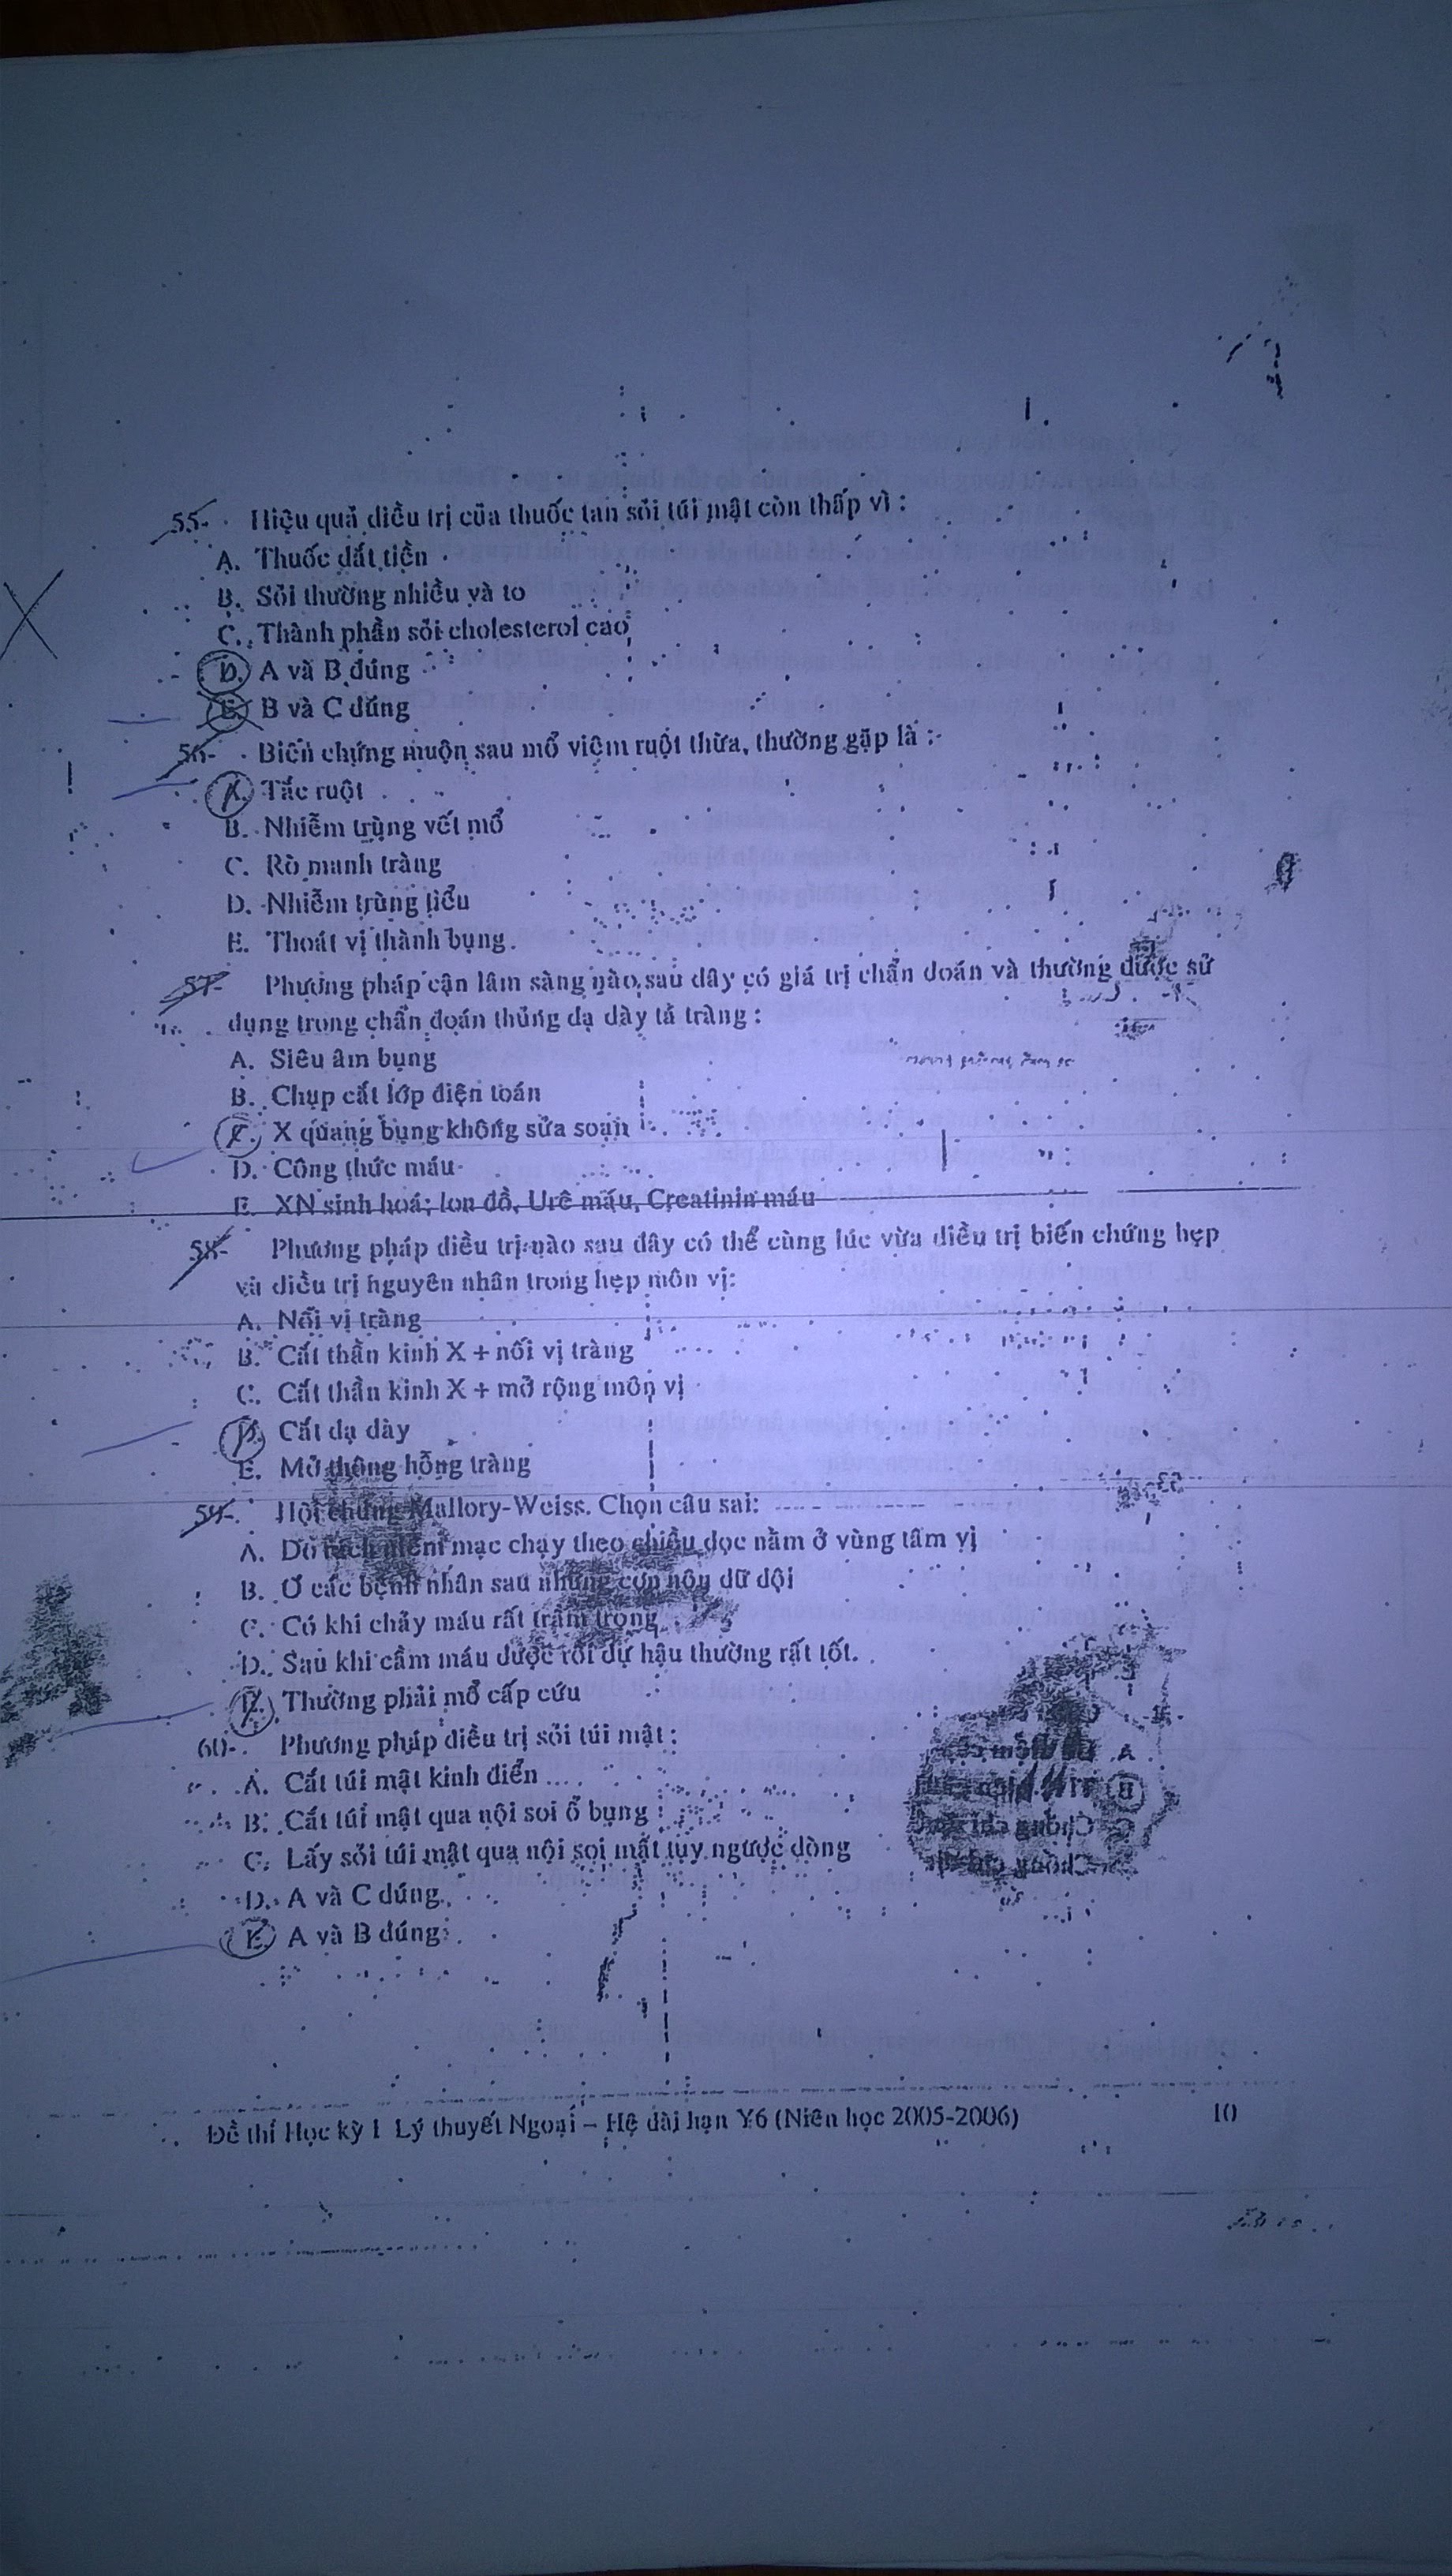 55- Hiệu quả điều trị của thuốc tan sỏi túi mật còn thấp vì :
A. Thuốc đắt tiền
B. Sỏi thường nhiều và to
C. Thành phần sỏi cholesterol cao
D. A và B đúng
E. B và C đúng
56- Biến chứng muộn sau mổ viêm ruột thừa, thường gặp là :
A. Tắc ruột
B. Nhiễm trùng vết mổ
C. Rò manh tràng
D. Nhiễm trùng tiểu
E. Thoát vị thành bụng.
57- Phương pháp cận lâm sàng nào sau đây có giá trị chẩn đoán và thường được sử
dụng trong chẩn đoán thủng dạ dày tá tràng :
A. Siêu âm bụng
B. Chụp cắt lớp điện toán
C. X quang bụng không sửa soạn
D. Công thức máu
E. XN sinh hoá; Ion đồ, Urê máu, Creatinin máu
58- Phương pháp điều trị nào sau đây có thể cùng lúc vừa điều trị biến chứng hẹp
và điều trị nguyên nhân trong hẹp môn vị:
A. Nối vị tràng
B. Cắt thần kinh X + nối vị tràng
C. Cắt thần kinh X + mở rộng môn vị
D. Cắt dạ dày
E. Mở thông hỗng tràng
59-. Hội chứng Mallory-Weiss. Chọn câu sai:
A. Do rách niêm mạc chạy theo chiều dọc nằm ở vùng tâm vị
B. Ở các bệnh nhân sau những cơn nôn dữ dội
C. Có khi chảy máu rất trầm trọng
D. Sau khi cầm máu được rồi dự hậu thường rất tốt.
E. Thường phải mổ cấp cứu
60-. Phương pháp điều trị sỏi túi mật :
A. Cắt túi mật kinh điển
B. Cắt túi mật qua nội soi ổ bụng
C. Lấy sỏi túi mật qua nội soi mật tụy ngược dòng
D. A và C đúng
E. A và B đúng
Đề thi Học kỳ I Lý thuyết Ngoại – Hệ dài hạn Y6 (Niên học 2005-2006) 10